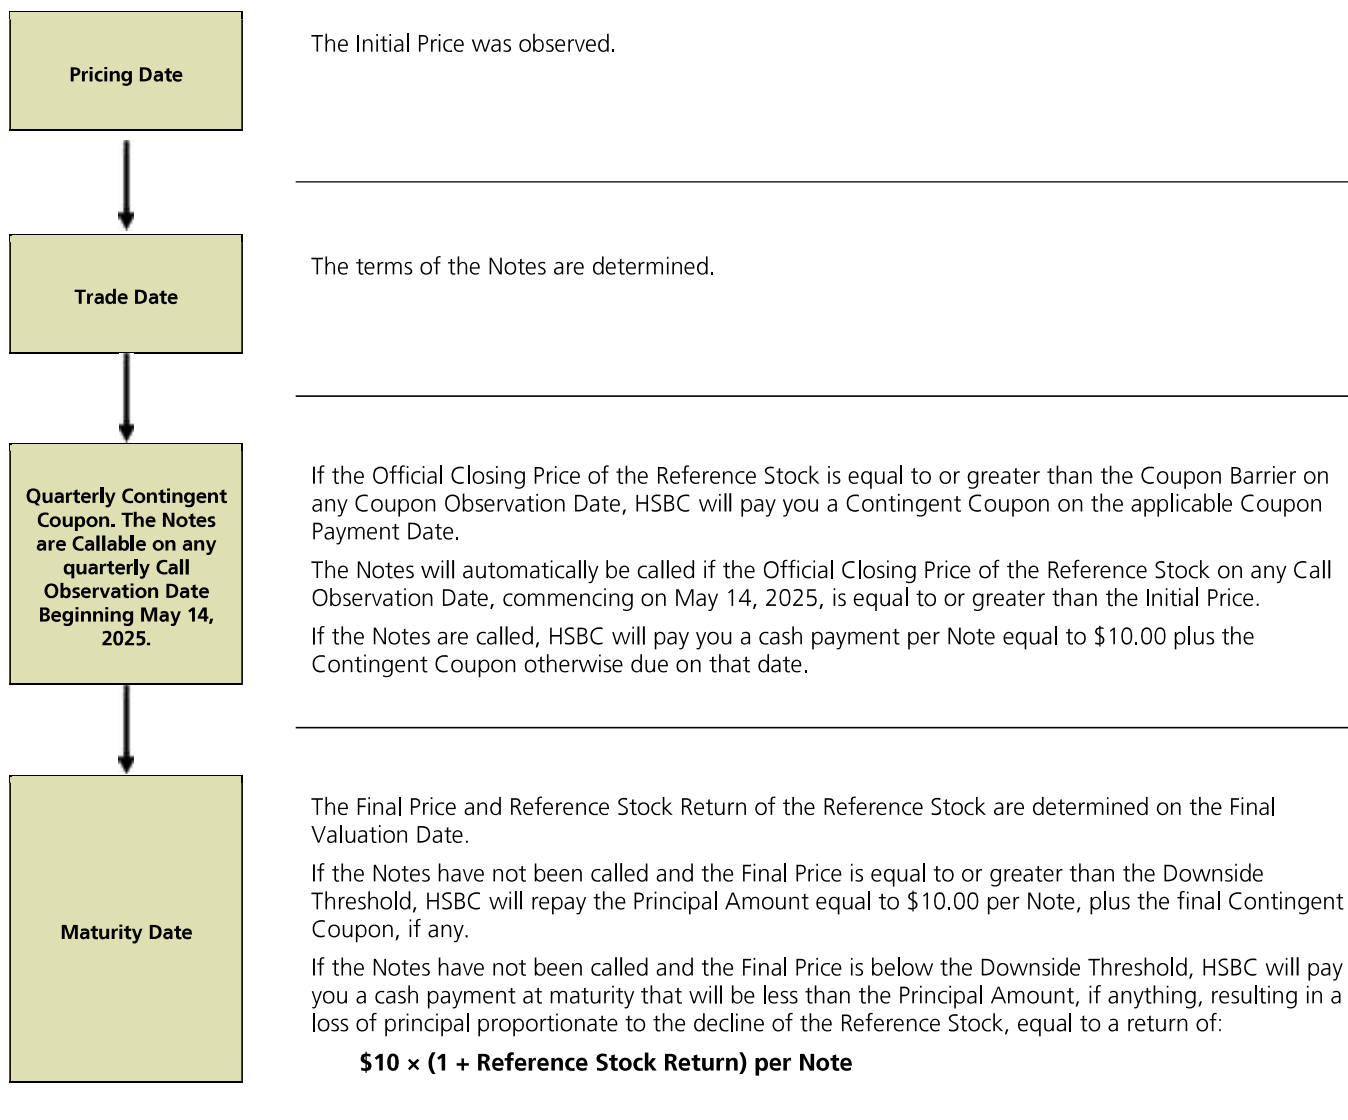 Pricing Date
The Initial Price was observed.
Trade Date
The terms of the Notes are determined.
Quarterly Contingent
Coupon. The Notes
are Callable on any
quarterly Call
Observation Date
Beginning May 14,
2025.
If the Official Closing Price of the Reference Stock is equal to or greater than the Coupon Barrier on
any Coupon Observation Date, HSBC will pay you a Contingent Coupon on the applicable Coupon
Payment Date.
The Notes will automatically be called if the Official Closing Price of the Reference Stock on any Call
Observation Date, commencing on May 14, 2025, is equal to or greater than the Initial Price.
If the Notes are called, HSBC will pay you a cash payment per Note equal to $10.00 plus the
Contingent Coupon otherwise due on that date.
Maturity Date
The Final Price and Reference Stock Return of the Reference Stock are determined on the Final
Valuation Date.
If the Notes have not been called and the Final Price is equal to or greater than the Downside
Threshold, HSBC will repay the Principal Amount equal to $10.00 per Note, plus the final Contingent
Coupon, if any.
If the Notes have not been called and the Final Price is below the Downside Threshold, HSBC will pay
you a cash payment at maturity that will be less than the Principal Amount, if anything, resulting in a
loss of principal proportionate to the decline of the Reference Stock, equal to a return of:
$10 × (1 + Reference Stock Return) per Note